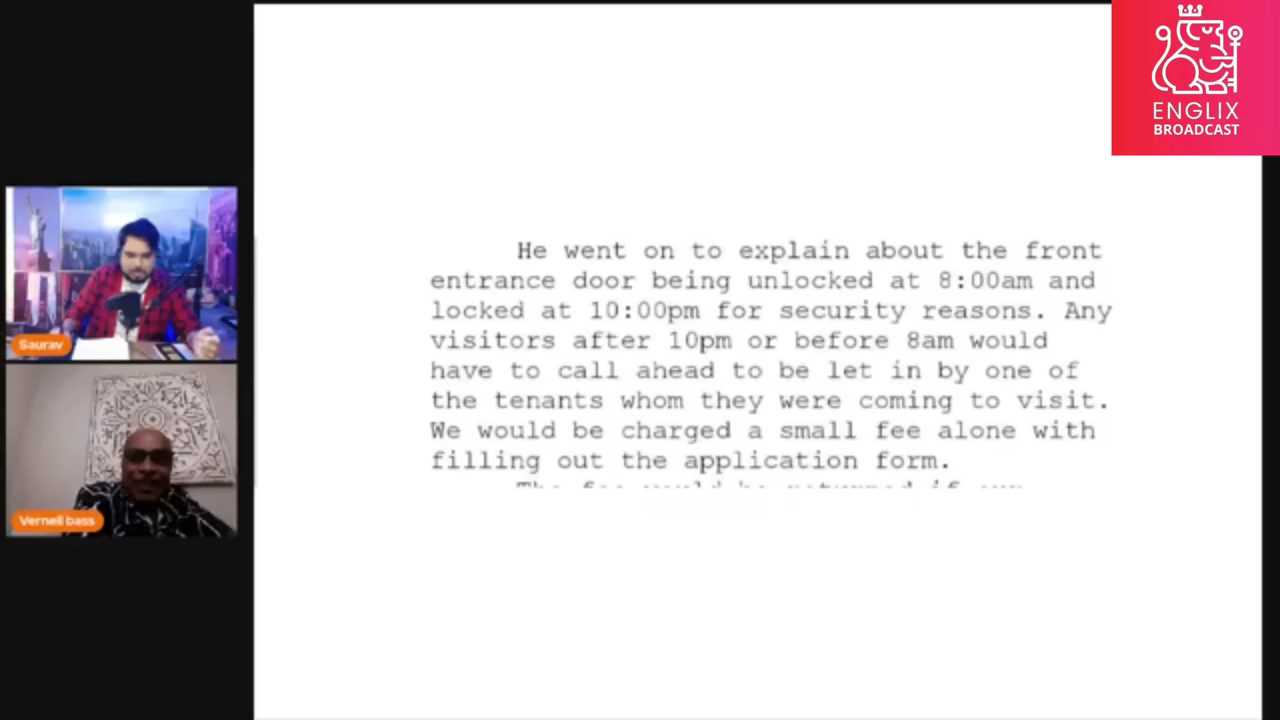 ENGLIX
BROADCAST
He went on to explain about the front
entrance door being unlocked at 8:00am and
locked at 10:00pm for security reasons. Any
visitors after 10pm or before 8am would
have to call ahead to be let in by one of
the tenants whom they were coming to visit.
We would be charged a small fee alone with
filling out the application form.
Saurav
Vernell bass